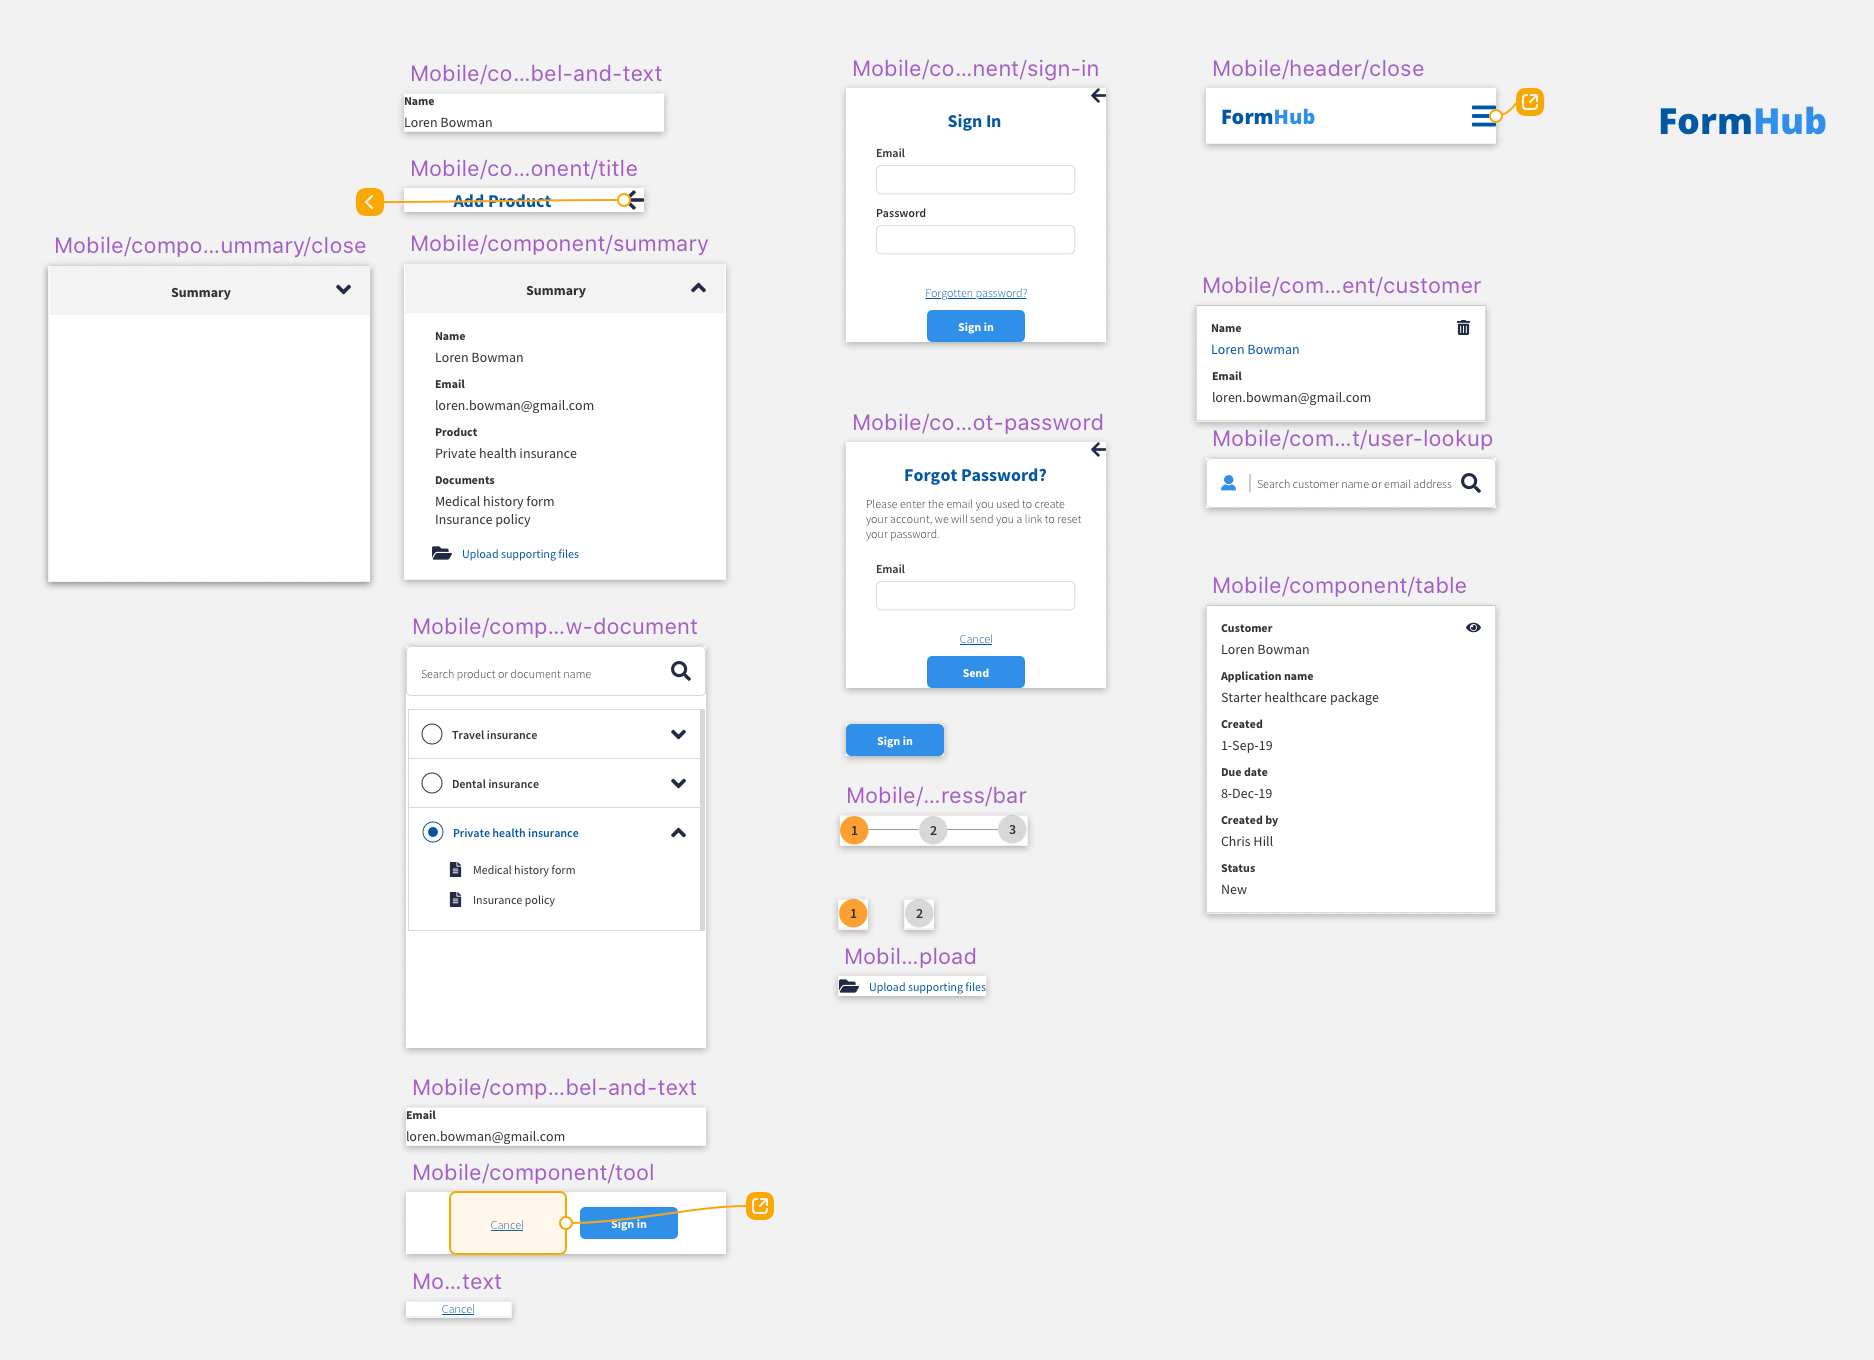 Mobile/co...bel-and-text
Name
Loren Bowman
Mobile/co...onent/title
Add Product
Mobile/compo...ummary/close
Summary
Mobile/component/summary
Summary
Name
Loren Bowman
Email
loren.bowman@gmail.com
Product
Private health insurance
Documents
Medical history form
Insurance policy
Upload supporting files
Mobile/comp...w-document
Search product or document name
Travel insurance
Dental insurance
Private health insurance
Medical history form
Insurance policy
Mobile/comp...bel-and-text
Email
loren.bowman@gmail.com
Mobile/component/tool
Cancel
Sign in
Mo...text
Cancel
Mobile/co...nent/sign-in
Sign In
Email
Password
Forgotten password?
Sign in
Mobile/co...ot-password
Forgot Password?
Please enter the email you used to create
your account, we will send you a link to reset
your password.
Email
Cancel
Send
Sign in
Mobile/...ress/bar
1 2 3
1 2
Mobil...pload
Upload supporting files
Mobile/header/close
FormHub
FormHub
Mobile/com...ent/customer
Name
Loren Bowman
Email
loren.bowman@gmail.com
Mobile/com...t/user-lookup
Search customer name or email address
Mobile/component/table
Customer
Loren Bowman
Application name
Starter healthcare package
Created
1-Sep-19
Due date
8-Dec-19
Created by
Chris Hill
Status
New